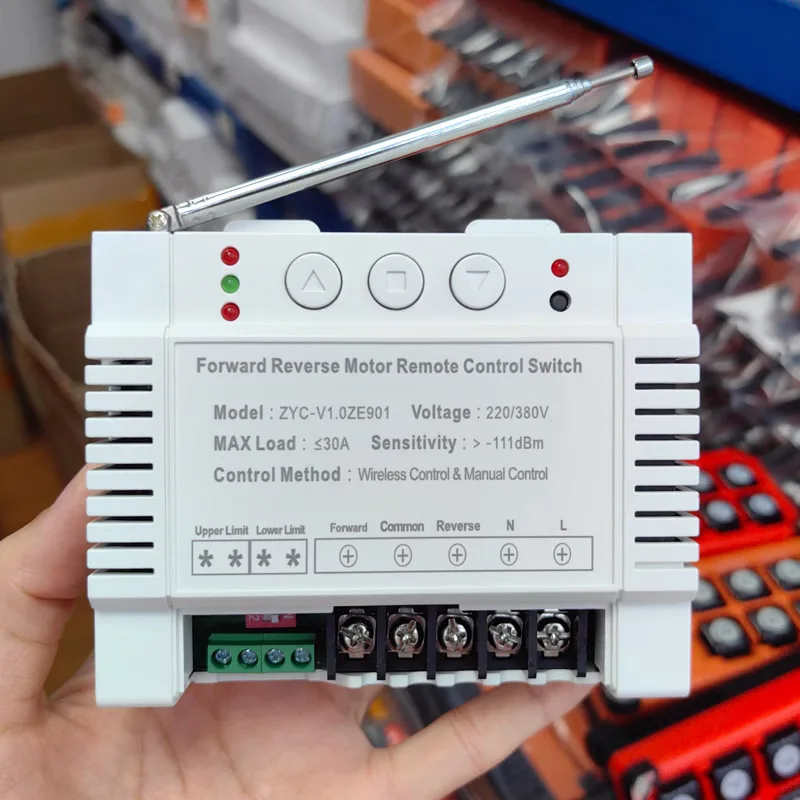 Forward Reverse Motor Remote Control Switch
Model : ZYC-V1.0ZE901 Voltage : 220/380V
MAX Load : ≤30A Sensitivity : > -111dBm
Control Method : Wireless Control & Manual Control
Upper Limit Lower Limit Forward Common Reverse N L
* * * *
2